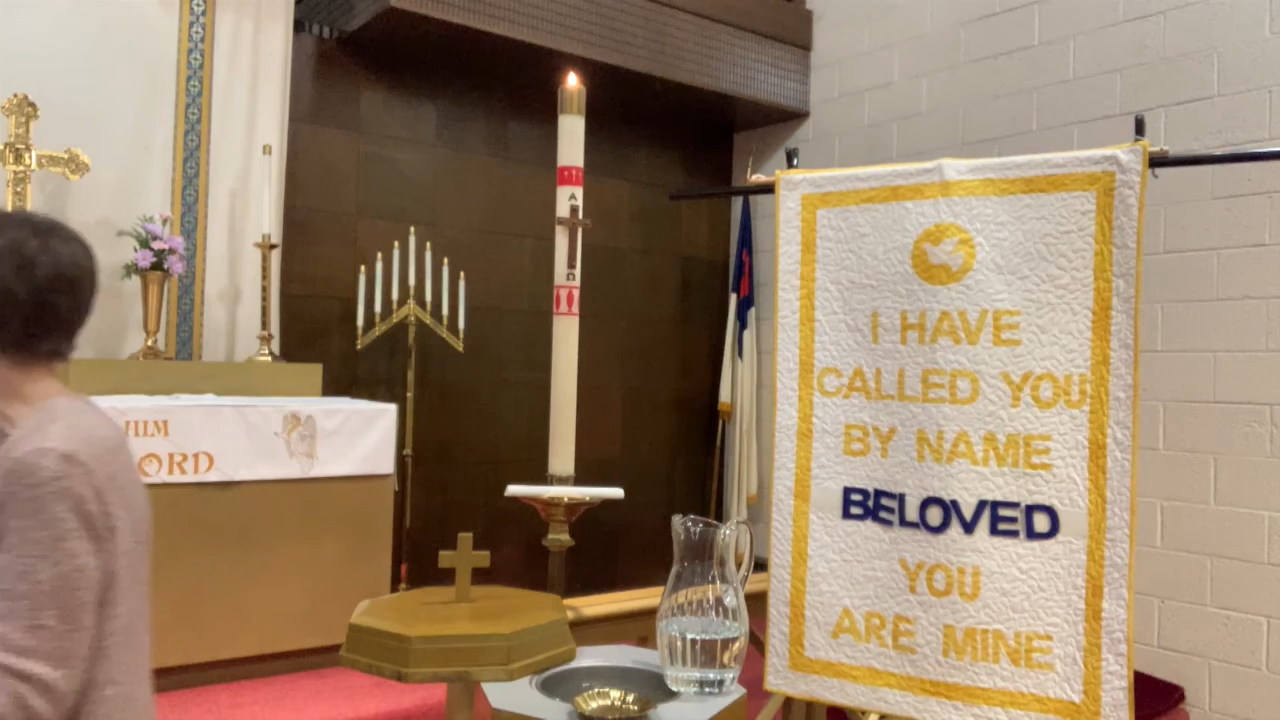 HIM
ORD
Α
Ω
I HAVE
CALLED YOU
BY NAME
BELOVED
YOU
ARE MINE